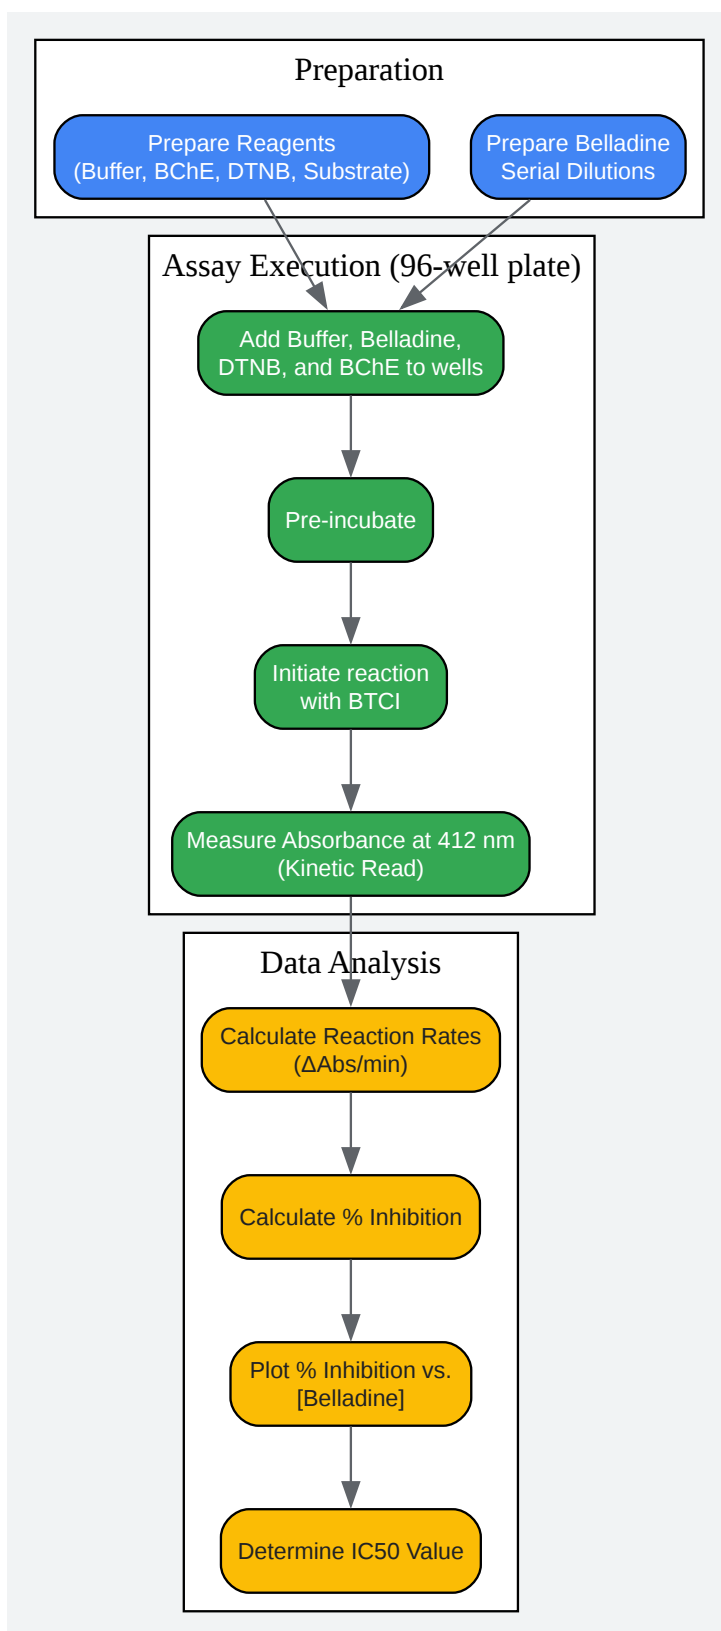 Preparation
Prepare Reagents
(Buffer, BChE, DTNB, Substrate)
Prepare Belladine
Serial Dilutions
Assay Execution (96-well plate)
Add Buffer, Belladine,
DTNB, and BChE to wells
Pre-incubate
Initiate reaction
with BTCI
Measure Absorbance at 412 nm
(Kinetic Read)
Data Analysis
Calculate Reaction Rates
(ΔAbs/min)
Calculate % Inhibition
Plot % Inhibition vs.
[Belladine]
Determine IC50 Value